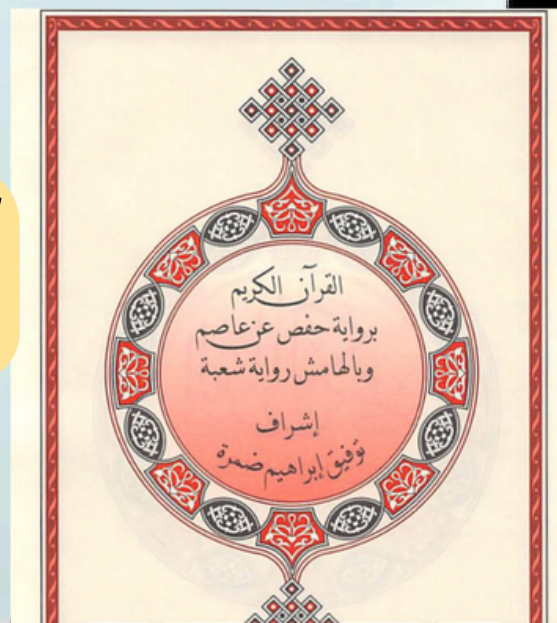 القرآن الكريم
برواية حفص عن عاصم
وبالهامش رواية شعبة
إشراف
توفيق إبراهيم ضمرة